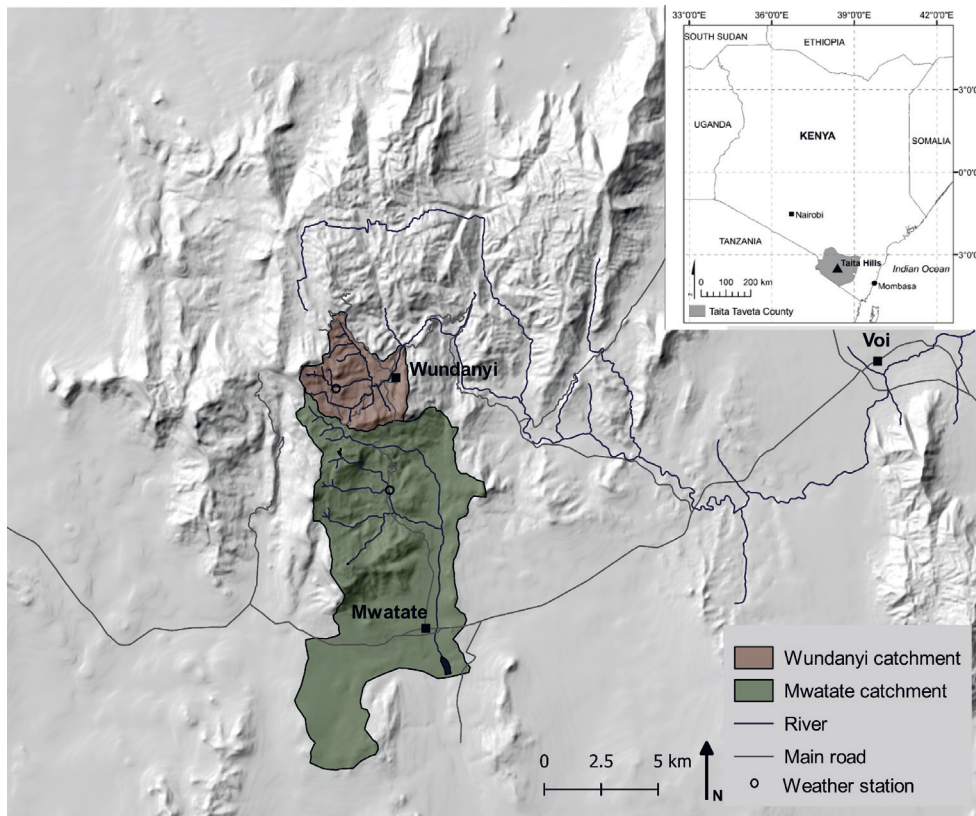 33°0'0"E 36°0'0"E 39°0'0"E 42°0'0"E
SOUTH SUDAN
ETHIOPIA
3°0'0"
UGANDA
KENYA
SOMALIA
0°0'0"
Nairobi
TANZANIA
Taita Hills
Indian Ocean
3°0'0"
Mombasa
0 100 200 km
Taita Taveta County
Voi
Wundanyi
Mwatate
Wundanyi catchment
Mwatate catchment
River
Main road
Weather station
0 2.5 5 km
N